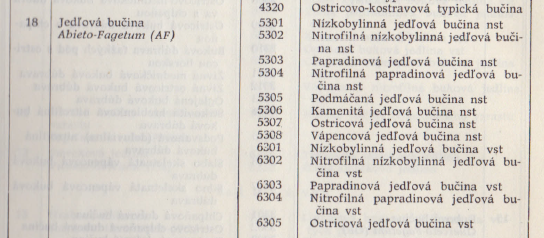 4320 Ostricovo-kostravová typická bučina
18 Jedľová bučina 5301 Nízkobylinná jedľová bučina nst
Abieto-Fagetum (AF) 5302 Nitrofilná nízkobylinná jedľová buči-
na nst
5303 Papradinová jedľová bučina nst
5304 Nitrofilná papradinová jedľová bu-
čina nst
5305 Podmáčaná jedľová bučina nst
5306 Kamenitá jedľová bučina nst
5307 Ostricová jedľová bučina nst
5308 Vápencová jedľová bučina nst
6301 Nízkobylinná jedľová bučina vst
6302 Nitrofilná nízkobylinná jedľová bu-
čina vst
6303 Papradinová jedľová bučina vst
6304 Nitrofilná papradinová jedľová bu-
čina vst
6305 Ostricová jedľová bučina vst